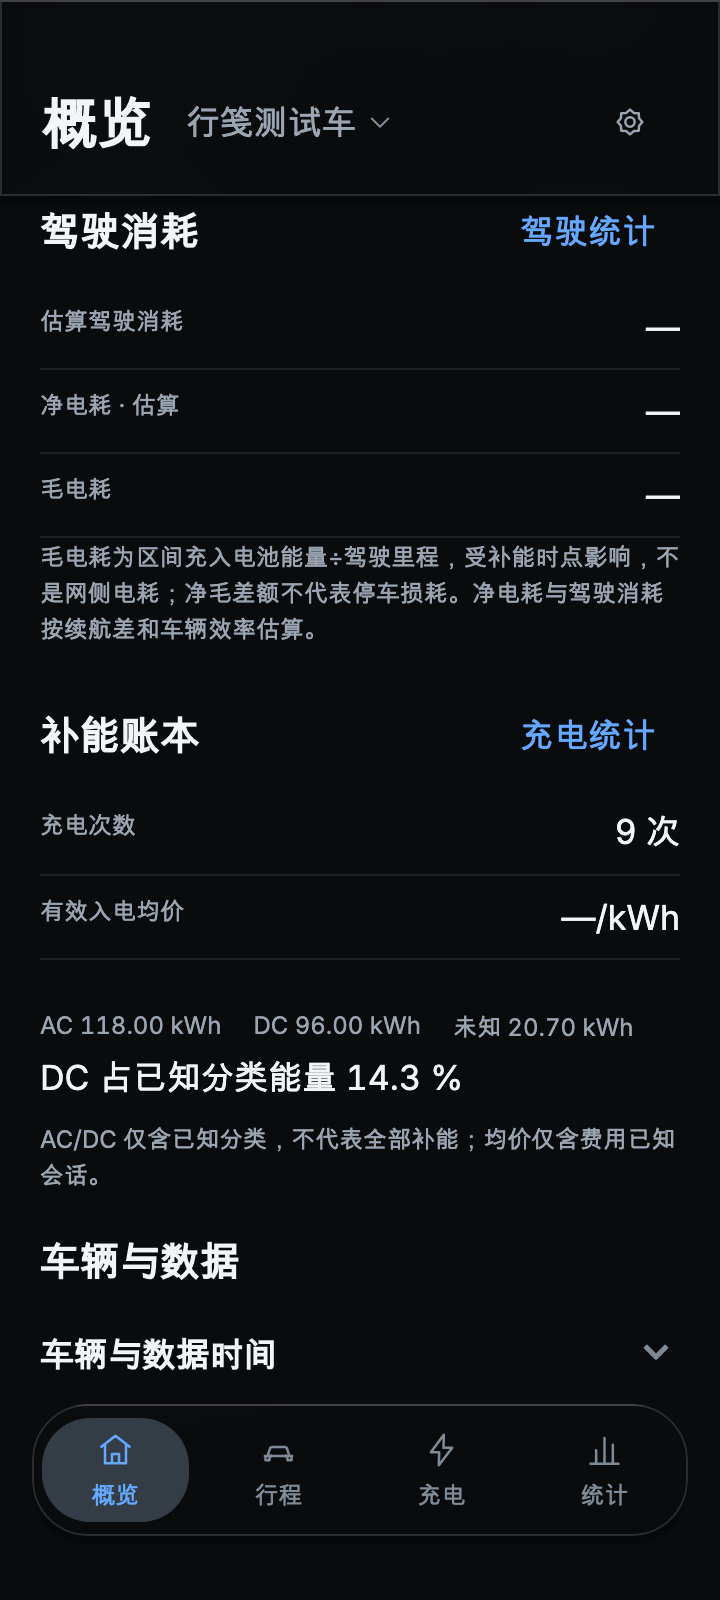 概览 行笺测试车
驾驶消耗 驾驶统计
估算驾驶消耗 —
净电耗 · 估算 —
毛电耗 —
毛电耗为区间充入电池能量÷驾驶里程，受补能时点影响，不
是网侧电耗；净毛差额不代表停车损耗。净电耗与驾驶消耗
按续航差和车辆效率估算。
补能账本 充电统计
充电次数 9 次
有效入电均价 —/kWh
AC 118.00 kWh DC 96.00 kWh 未知 20.70 kWh
DC 占已知分类能量 14.3 %
AC/DC 仅含已知分类，不代表全部补能；均价仅含费用已知
会话。
车辆与数据
车辆与数据时间
概览 行程 充电 统计